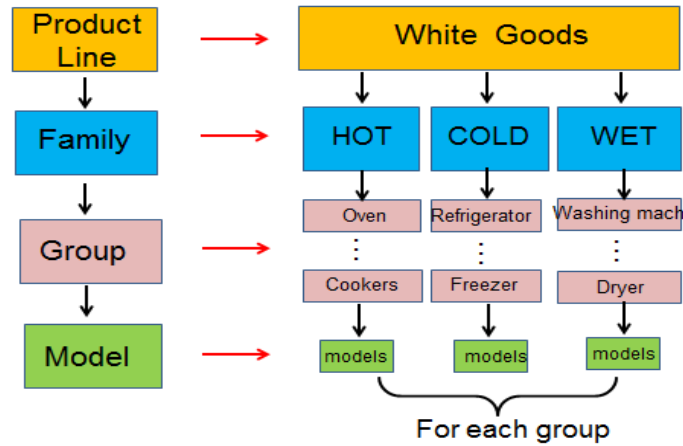 Product
Line
White Goods
Family
HOT
COLD
WET
Group
Oven
Refrigerator
Washing mach
Cookers
Freezer
Dryer
Model
models
models
models
For each group